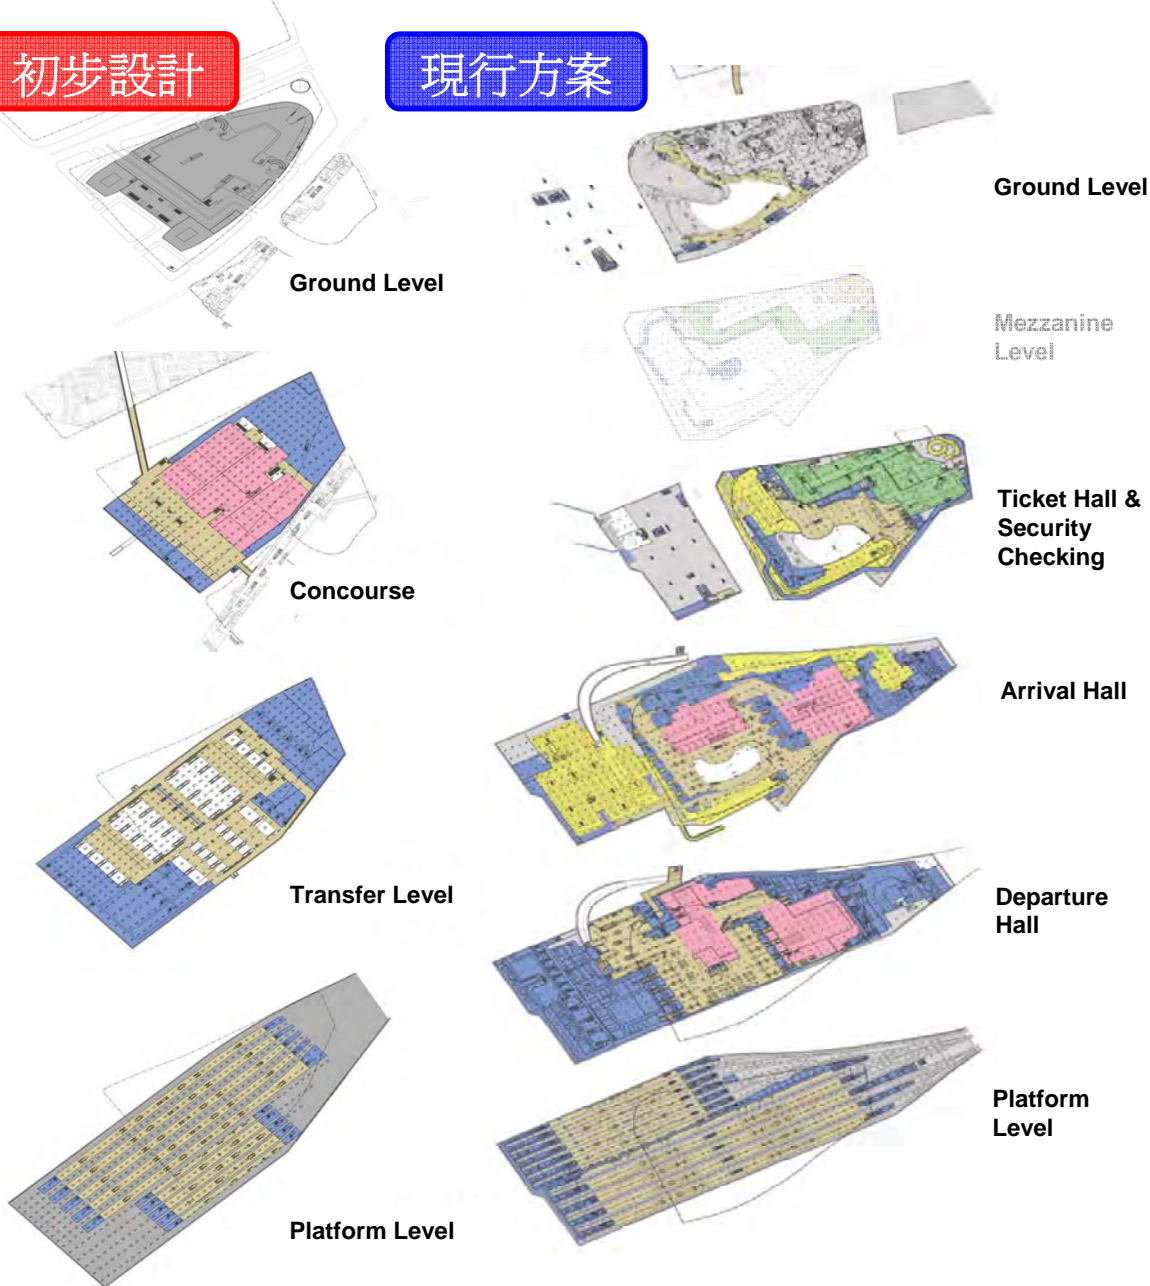 初步設計
現行方案
Ground Level
Concourse
Transfer Level
Platform Level
Ground Level
Mezzanine
Level
Ticket Hall &
Security
Checking
Arrival Hall
Departure
Hall
Platform
Level